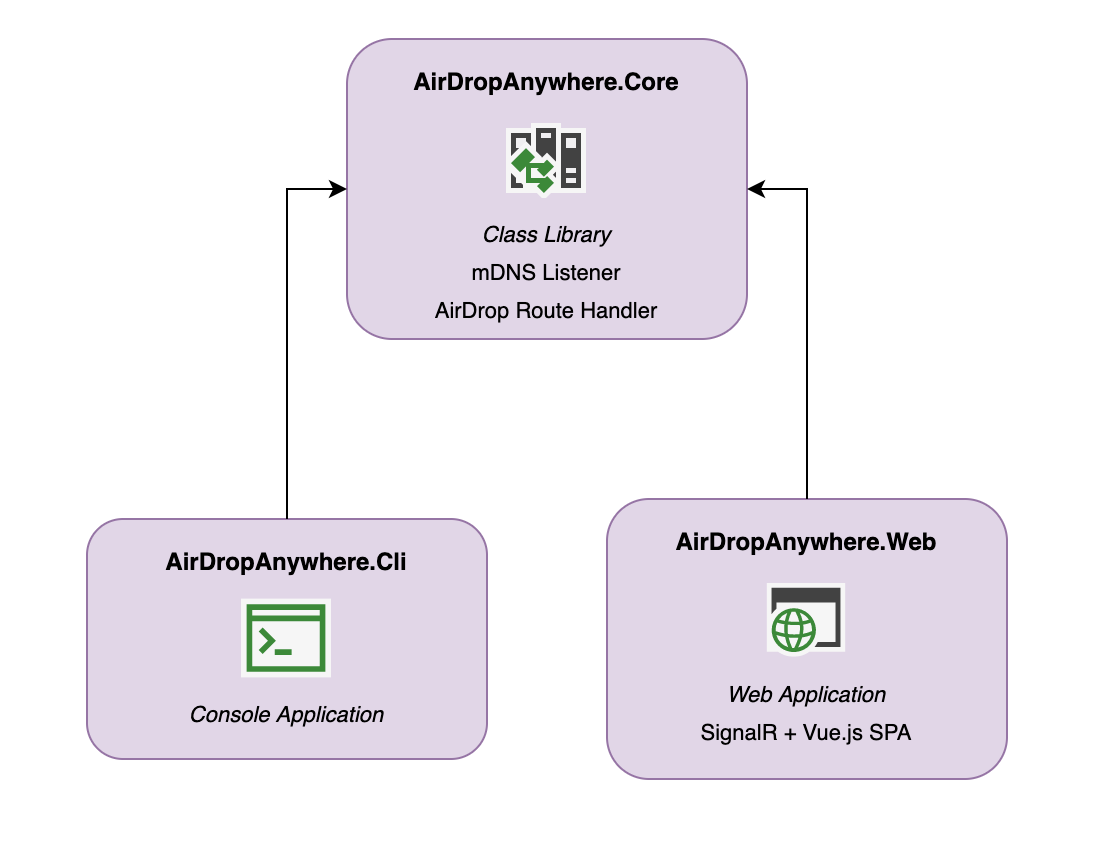 AirDropAnywhere.Core
Class Library
mDNS Listener
AirDrop Route Handler
AirDropAnywhere.Cli
Console Application
AirDropAnywhere.Web
Web Application
SignalR + Vue.js SPA